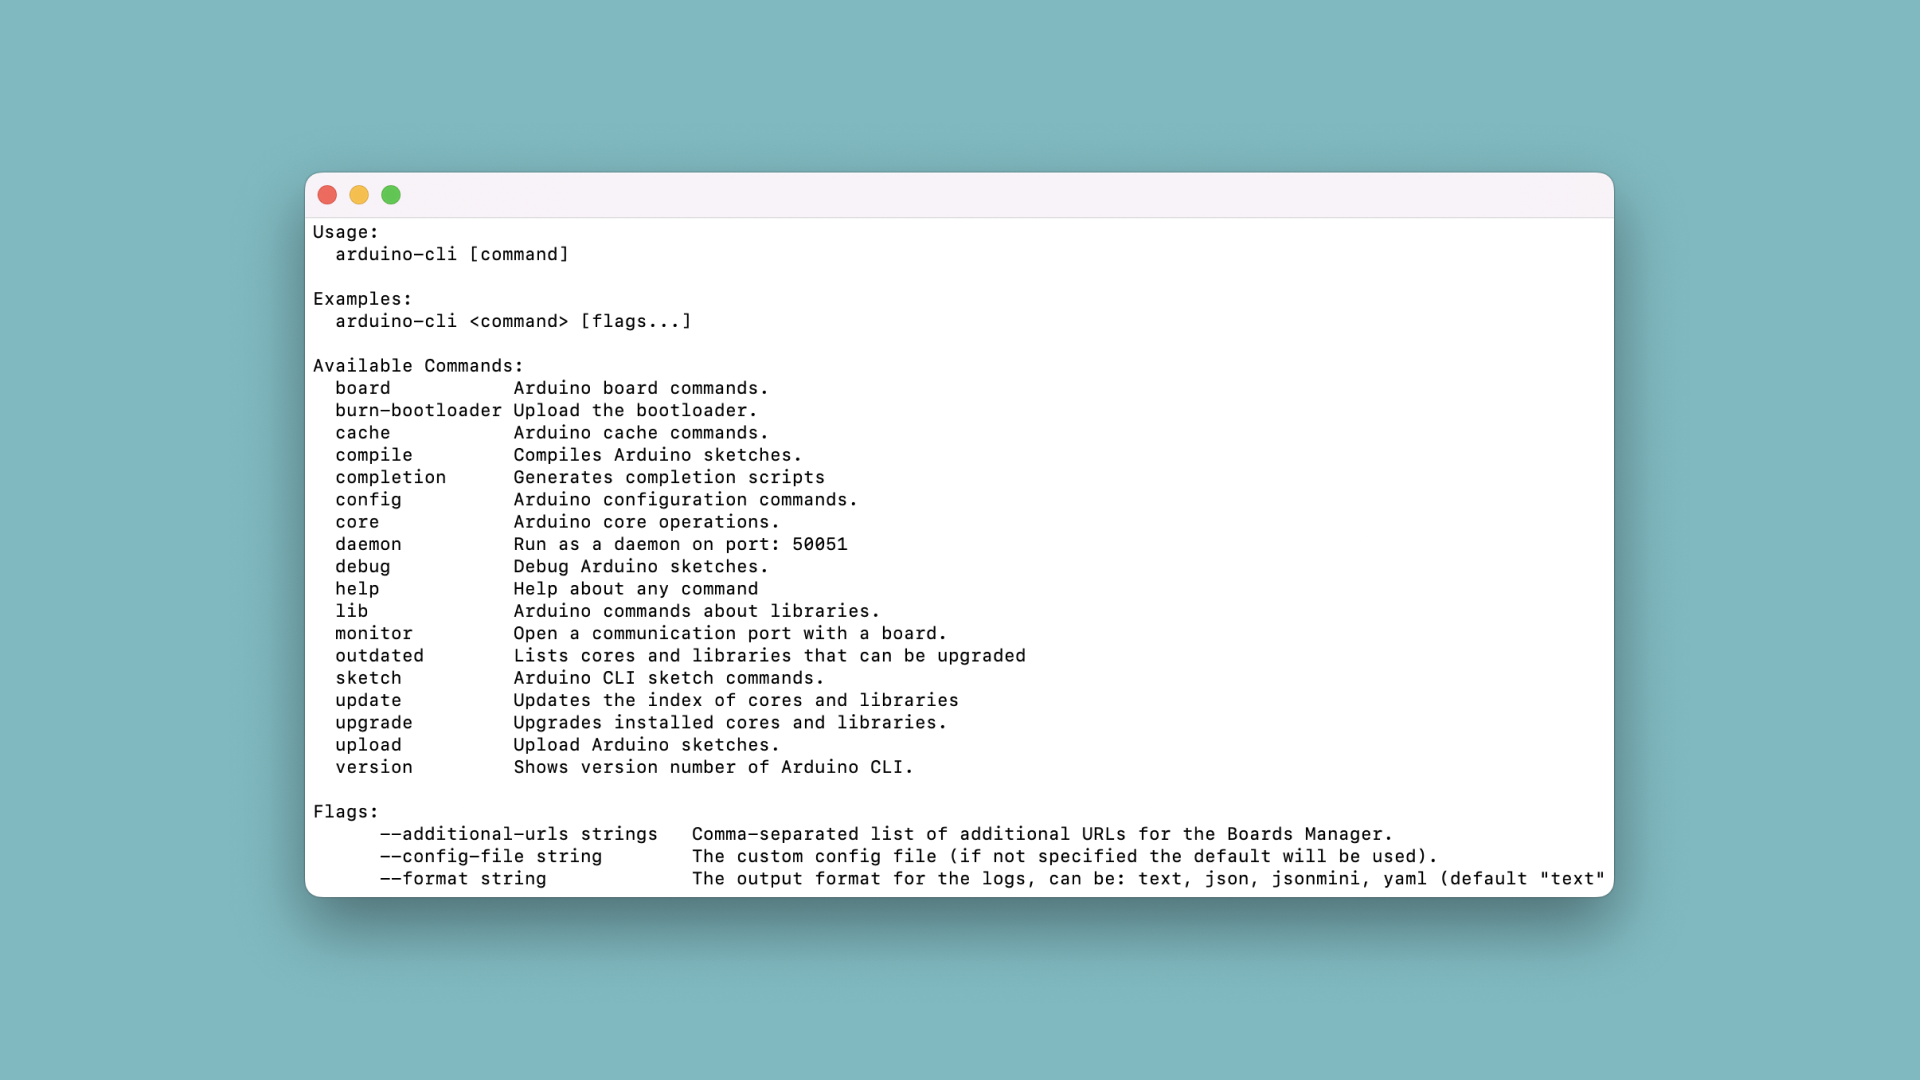 Usage:
  arduino-cli [command]

Examples:
  arduino-cli <command> [flags...]

Available Commands:
  board           Arduino board commands.
  burn-bootloader Upload the bootloader.
  cache           Arduino cache commands.
  compile         Compiles Arduino sketches.
  completion      Generates completion scripts
  config          Arduino configuration commands.
  core            Arduino core operations.
  daemon          Run as a daemon on port: 50051
  debug           Debug Arduino sketches.
  help            Help about any command
  lib             Arduino commands about libraries.
  monitor         Open a communication port with a board.
  outdated        Lists cores and libraries that can be upgraded
  sketch          Arduino CLI sketch commands.
  update          Updates the index of cores and libraries
  upgrade         Upgrades installed cores and libraries.
  upload          Upload Arduino sketches.
  version         Shows version number of Arduino CLI.

Flags:
      --additional-urls strings   Comma-separated list of additional URLs for the Boards Manager.
      --config-file string        The custom config file (if not specified the default will be used).
      --format string             The output format for the logs, can be: text, json, jsonmini, yaml (default "text"